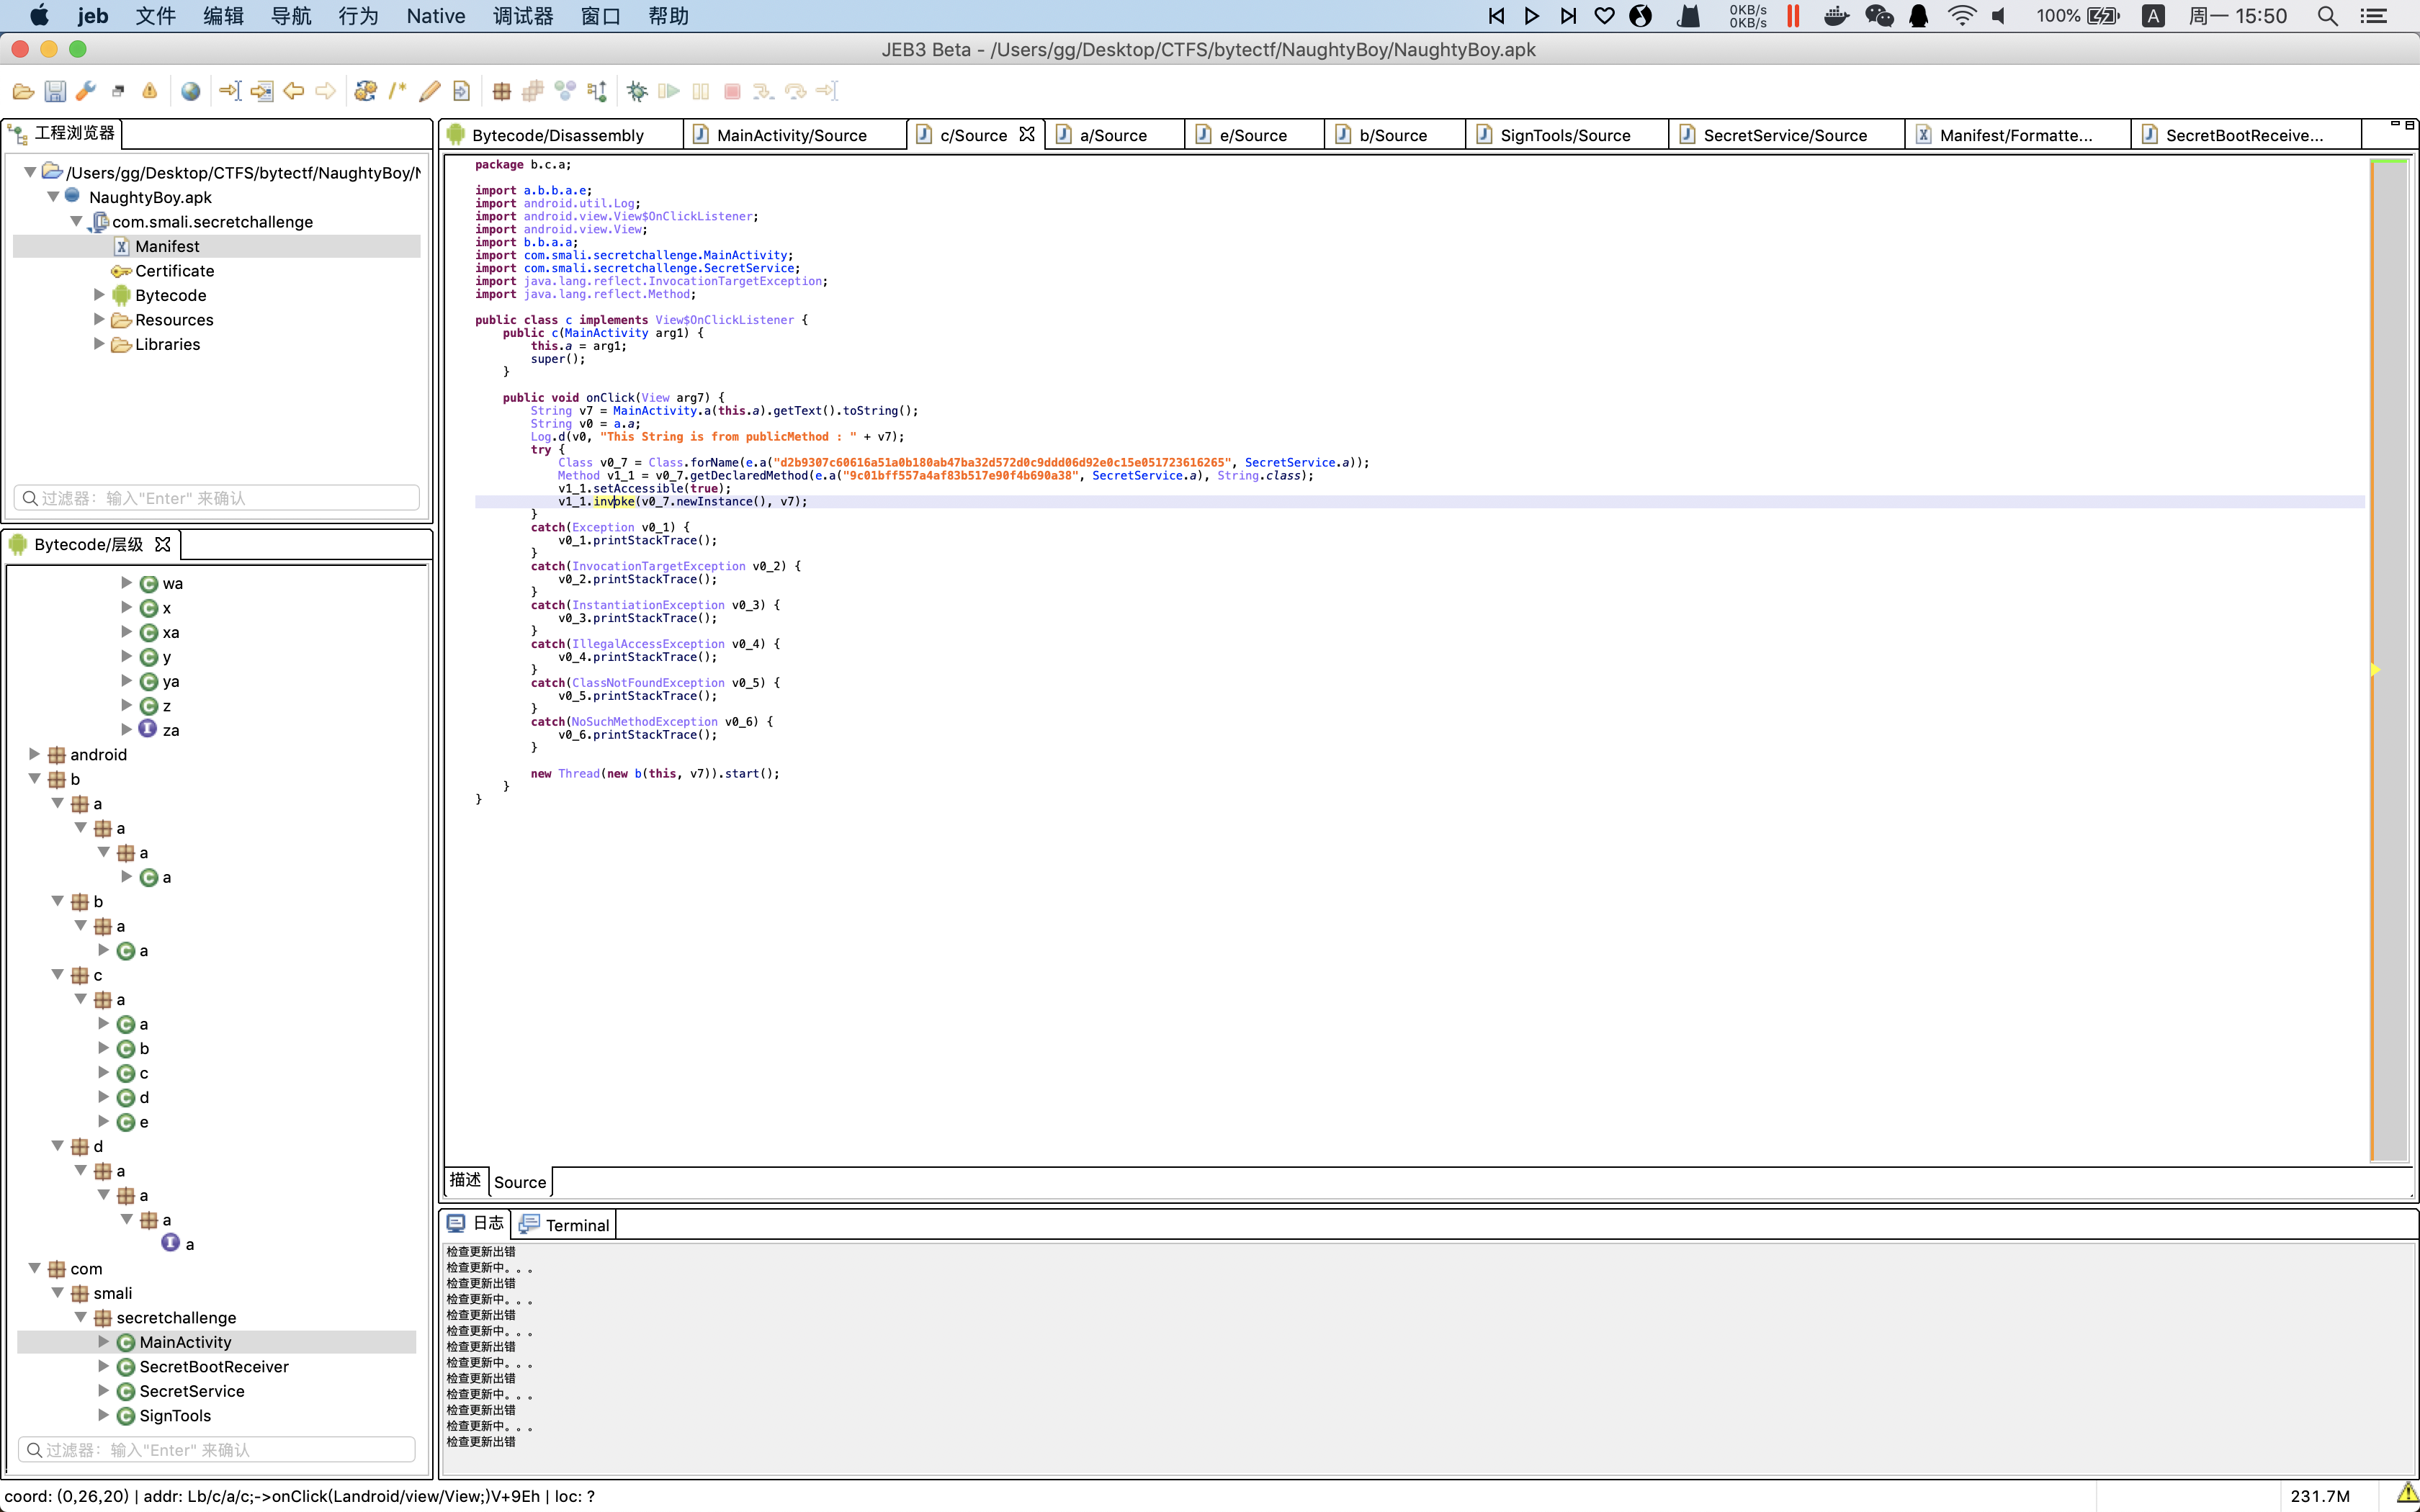 jeb 文件 编辑 导航 行为 Native 调试器 窗口 帮助 0KB/s 0KB/s 100% A 周一 15:50
JEB3 Beta - /Users/gg/Desktop/CTFS/bytectf/NaughtyBoy/NaughtyBoy.apk
工程浏览器
/Users/gg/Desktop/CTFS/bytectf/NaughtyBoy/N
NaughtyBoy.apk
com.smali.secretchallenge
Manifest
Certificate
Bytecode
Resources
Libraries
过滤器：输入"Enter" 来确认
Bytecode/层级
wa
x
xa
y
ya
z
za
android
b
a
a
a
a
b
a
a
c
a
a
b
c
d
e
d
a
a
a
a
com
smali
secretchallenge
MainActivity
SecretBootReceiver
SecretService
SignTools
过滤器：输入"Enter" 来确认
Bytecode/Disassembly MainActivity/Source c/Source a/Source e/Source b/Source SignTools/Source SecretService/Source Manifest/Formatte... SecretBootReceive...
package b.c.a;
import a.b.b.a.e;
import android.util.Log;
import android.view.View$OnClickListener;
import android.view.View;
import b.b.a.a;
import com.smali.secretchallenge.MainActivity;
import com.smali.secretchallenge.SecretService;
import java.lang.reflect.InvocationTargetException;
import java.lang.reflect.Method;
public class c implements View$OnClickListener {
public c(MainActivity arg1) {
this.a = arg1;
super();
}
public void onClick(View arg7) {
String v7 = MainActivity.a(this.a).getText().toString();
String v0 = a.a;
Log.d(v0, "This String is from publicMethod : " + v7);
try {
Class v0_7 = Class.forName(e.a("d2b9307c60616a51a0b180ab47ba32d572d0c9ddd06d92e0c15e051723616265", SecretService.a));
Method v1_1 = v0_7.getDeclaredMethod(e.a("9c01bff557a4af83b517e90f4b690a38", SecretService.a), String.class);
v1_1.setAccessible(true);
v1_1.invoke(v0_7.newInstance(), v7);
}
catch(Exception v0_1) {
v0_1.printStackTrace();
}
catch(InvocationTargetException v0_2) {
v0_2.printStackTrace();
}
catch(InstantiationException v0_3) {
v0_3.printStackTrace();
}
catch(IllegalAccessException v0_4) {
v0_4.printStackTrace();
}
catch(ClassNotFoundException v0_5) {
v0_5.printStackTrace();
}
catch(NoSuchMethodException v0_6) {
v0_6.printStackTrace();
}
new Thread(new b(this, v7)).start();
}
}
描述 Source
日志 Terminal
检查更新出错
检查更新中。。。
检查更新出错
检查更新中。。。
检查更新出错
检查更新中。。。
检查更新出错
检查更新中。。。
检查更新出错
检查更新中。。。
检查更新出错
检查更新中。。。
检查更新出错
coord: (0,26,20) | addr: Lb/c/a/c;->onClick(Landroid/view/View;)V+9Eh | loc: ? 231.7M